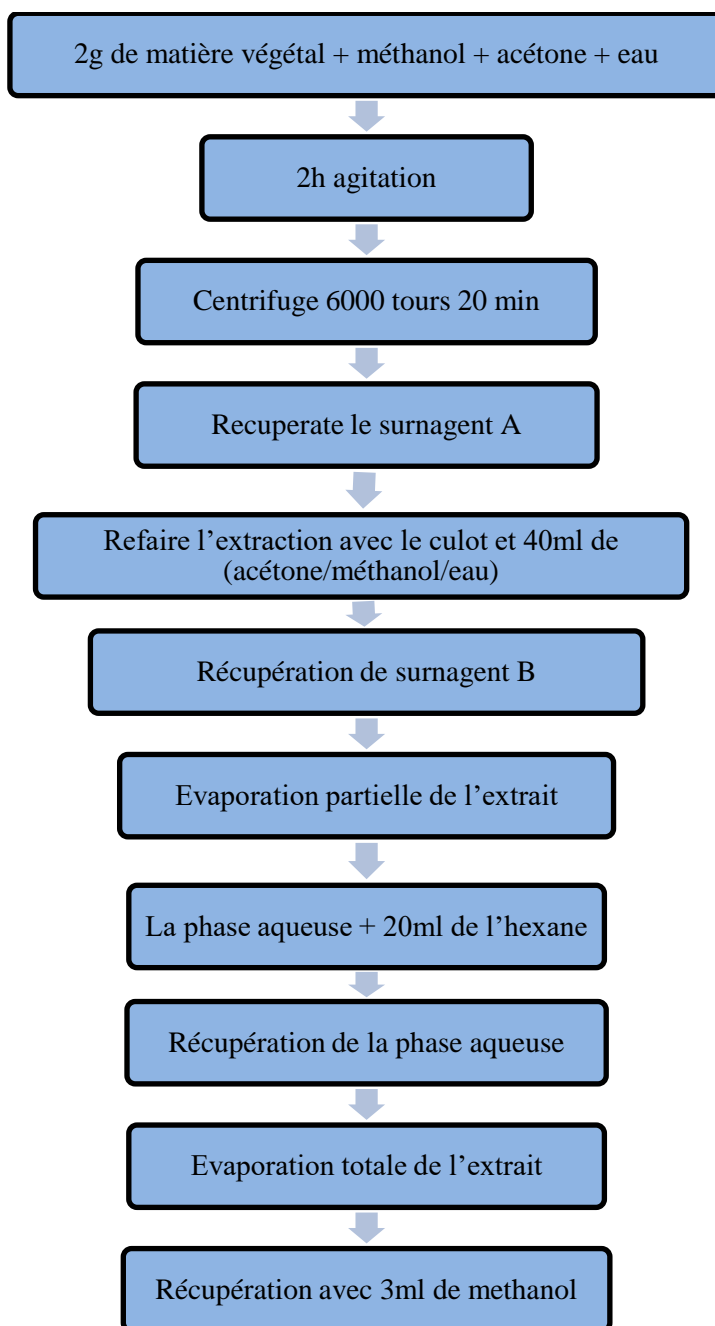 2g de matière végétal + méthanol + acétone + eau
2h agitation
Centrifuge 6000 tours 20 min
Recuperate le surnagent A
Refaire l’extraction avec le culot et 40ml de
(acétone/méthanol/eau)
Récupération de surnagent B
Evaporation partielle de l’extrait
La phase aqueuse + 20ml de l’hexane
Récupération de la phase aqueuse
Evaporation totale de l’extrait
Récupération avec 3ml de methanol